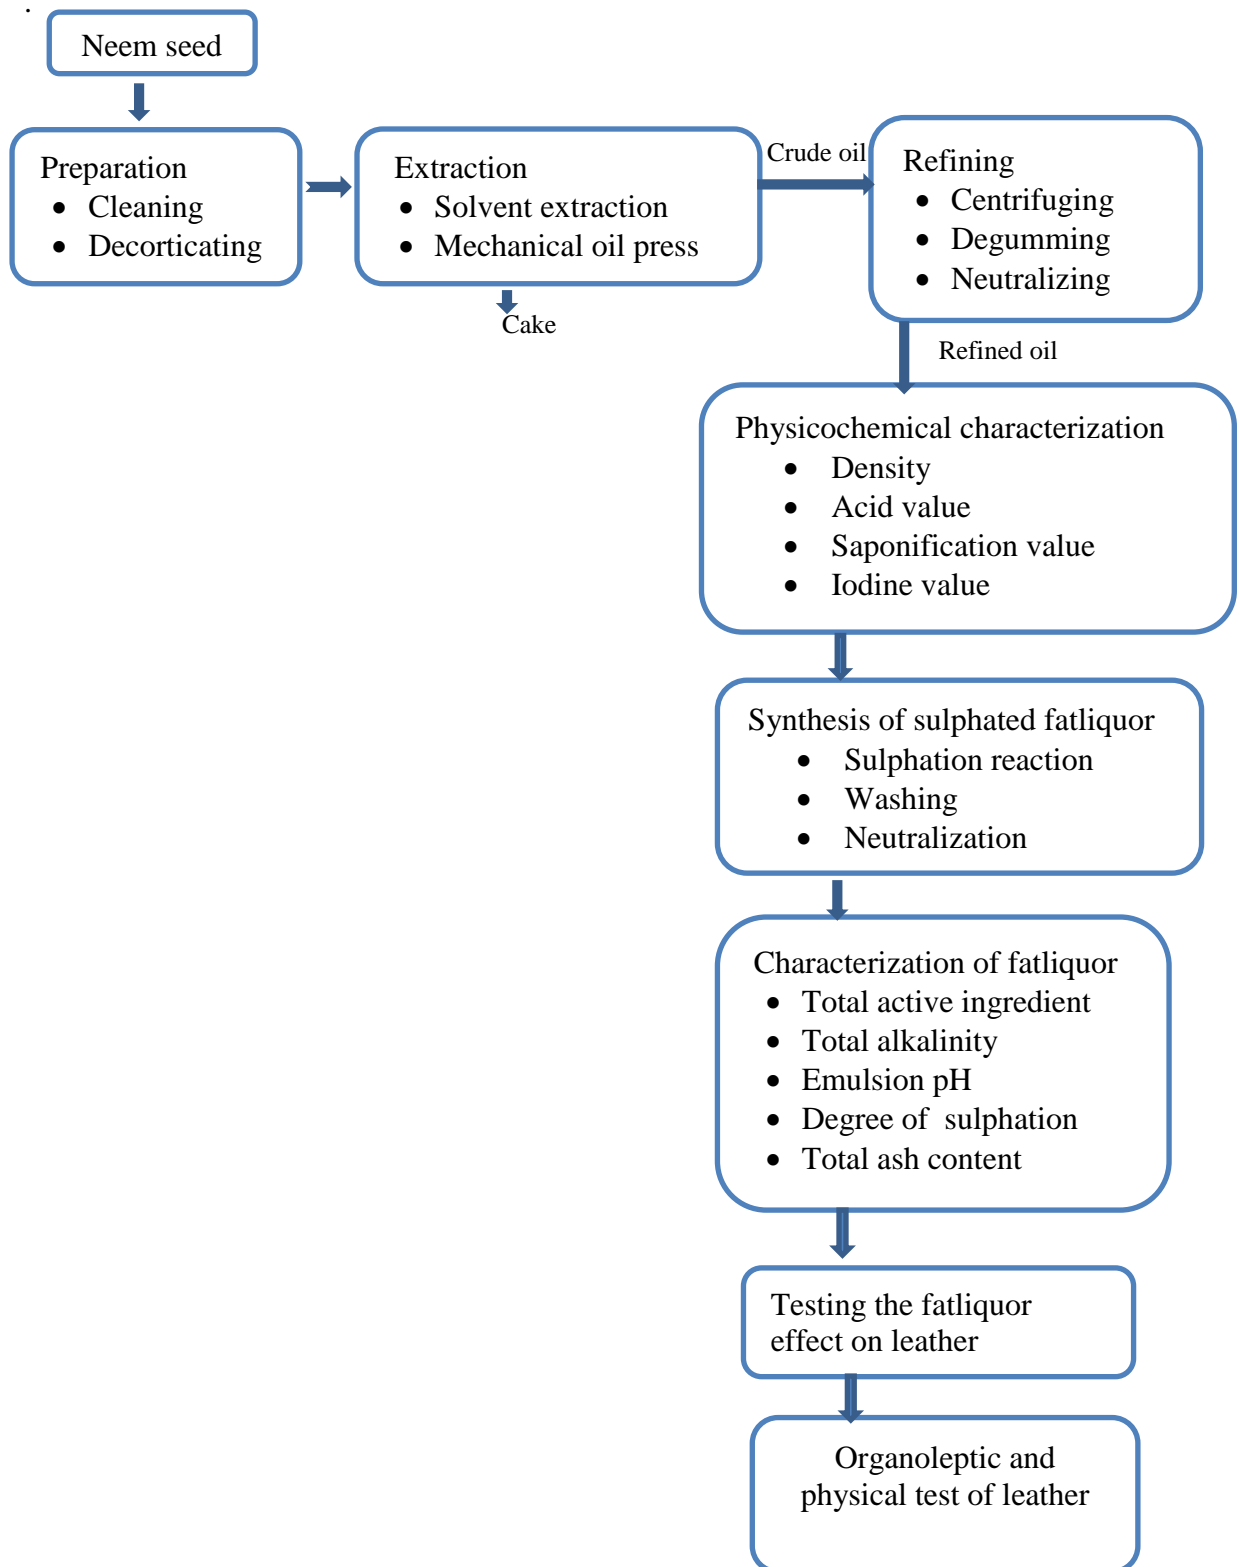 .
Neem seed
Preparation
• Cleaning
• Decorticating
Extraction
• Solvent extraction
• Mechanical oil press
Crude oil
Refining
• Centrifuging
• Degumming
• Neutralizing
Cake
Refined oil
Physicochemical characterization
• Density
• Acid value
• Saponification value
• Iodine value
Synthesis of sulphated fatliquor
• Sulphation reaction
• Washing
• Neutralization
Characterization of fatliquor
• Total active ingredient
• Total alkalinity
• Emulsion pH
• Degree of sulphation
• Total ash content
Testing the fatliquor
effect on leather
Organoleptic and
physical test of leather